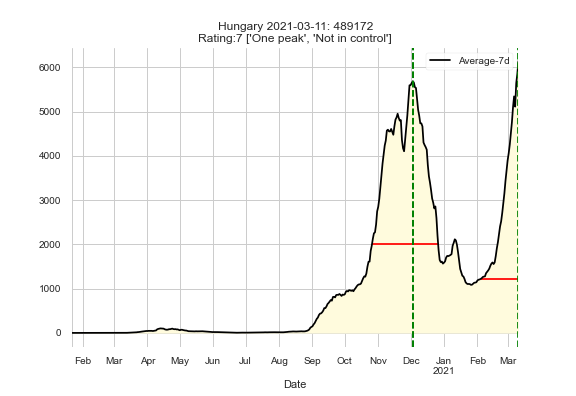 Hungary 2021-03-11: 489172
Rating:7 ['One peak', 'Not in control']
Average-7d
6000
5000
4000
3000
2000
1000
0
Feb Mar Apr May Jun Jul Aug Sep Oct Nov Dec Jan Feb Mar
2021
Date